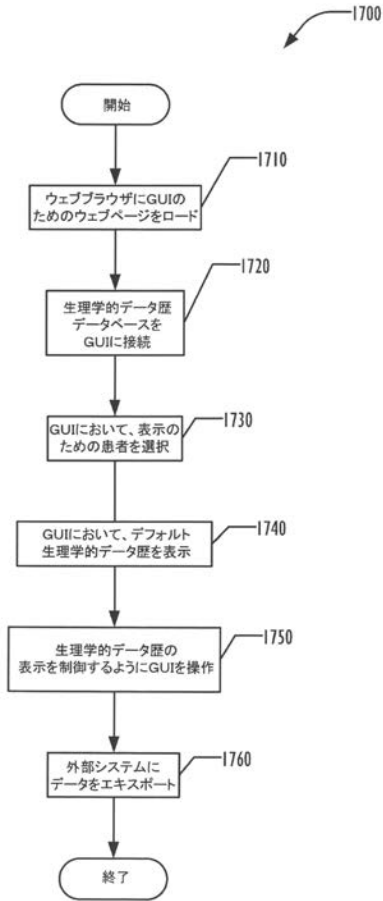 1700
開始
1710
ウェブブラウザにGUIの
ためのウェブページをロード
1720
生理学的データ歴
データベースを
GUIに接続
1730
GUIにおいて、表示の
ための患者を選択
1740
GUIにおいて、デフォルト
生理学的データ歴を表示
1750
生理学的データ歴の
表示を制御するようにGUIを操作
1760
外部システムに
データをエキスポート
終了